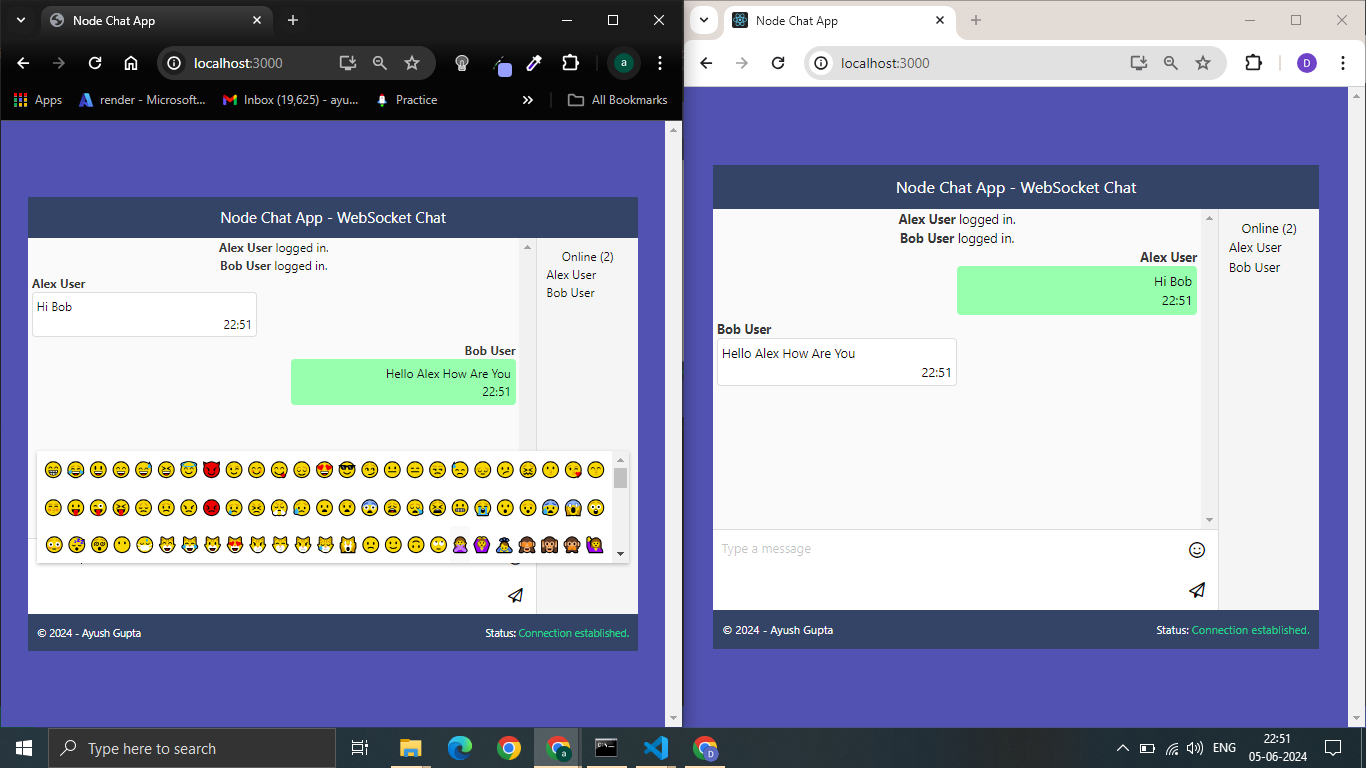 Node Chat App
localhost:3000
a
Apps
render - Microsoft...
Inbox (19,625) - ayu...
Practice
»
All Bookmarks
Node Chat App - WebSocket Chat
Alex User logged in.
Bob User logged in.
Alex User
Hi Bob
22:51
Bob User
Hello Alex How Are You
22:51
Online (2)
Alex User
Bob User
© 2024 - Ayush Gupta
Status: Connection established.
Node Chat App
localhost:3000
D
Node Chat App - WebSocket Chat
Alex User logged in.
Bob User logged in.
Alex User
Hi Bob
22:51
Bob User
Hello Alex How Are You
22:51
Online (2)
Alex User
Bob User
Type a message
© 2024 - Ayush Gupta
Status: Connection established.
Type here to search
a
D
ENG
22:51
05-06-2024